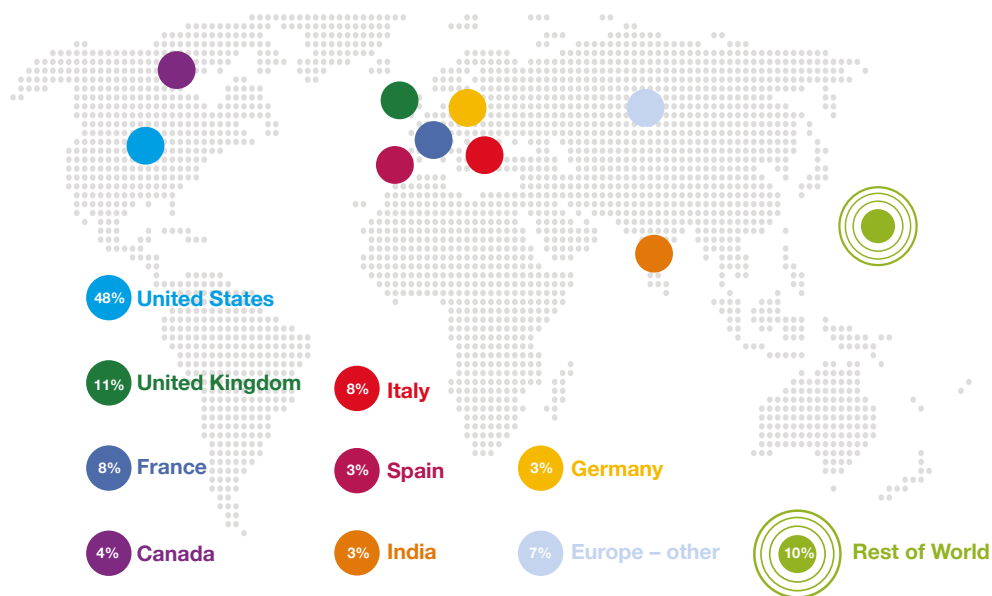 48% United States
11% United Kingdom
8% France
4% Canada
8% Italy
3% Spain
3% India
3% Germany
7% Europe – other
10% Rest of World